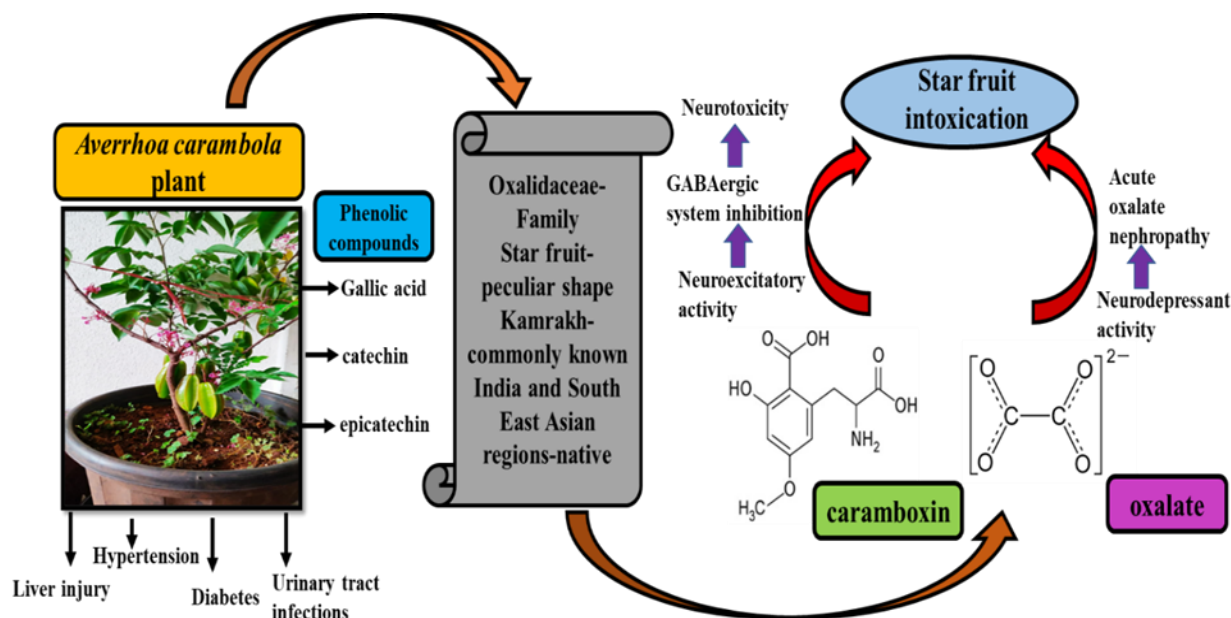 Averrhoa carambola
plant
Phenolic
compounds
Gallic acid
catechin
epicatechin
Liver injury
Hypertension
Diabetes
Urinary tract
infections
Oxalidaceae-
Family
Star fruit-
peculiar shape
Kamrakh-
commonly known
India and South
East Asian
regions-native
Star fruit
intoxication
Neurotoxicity
GABAergic
system inhibition
Neuroexcitatory
activity
Acute
oxalate
nephropathy
Neurodepressant
activity
O
OH
HO
O
OH
NH₂
O
H₃C
caramboxin
O
O
2−
C
C
O
O
oxalate